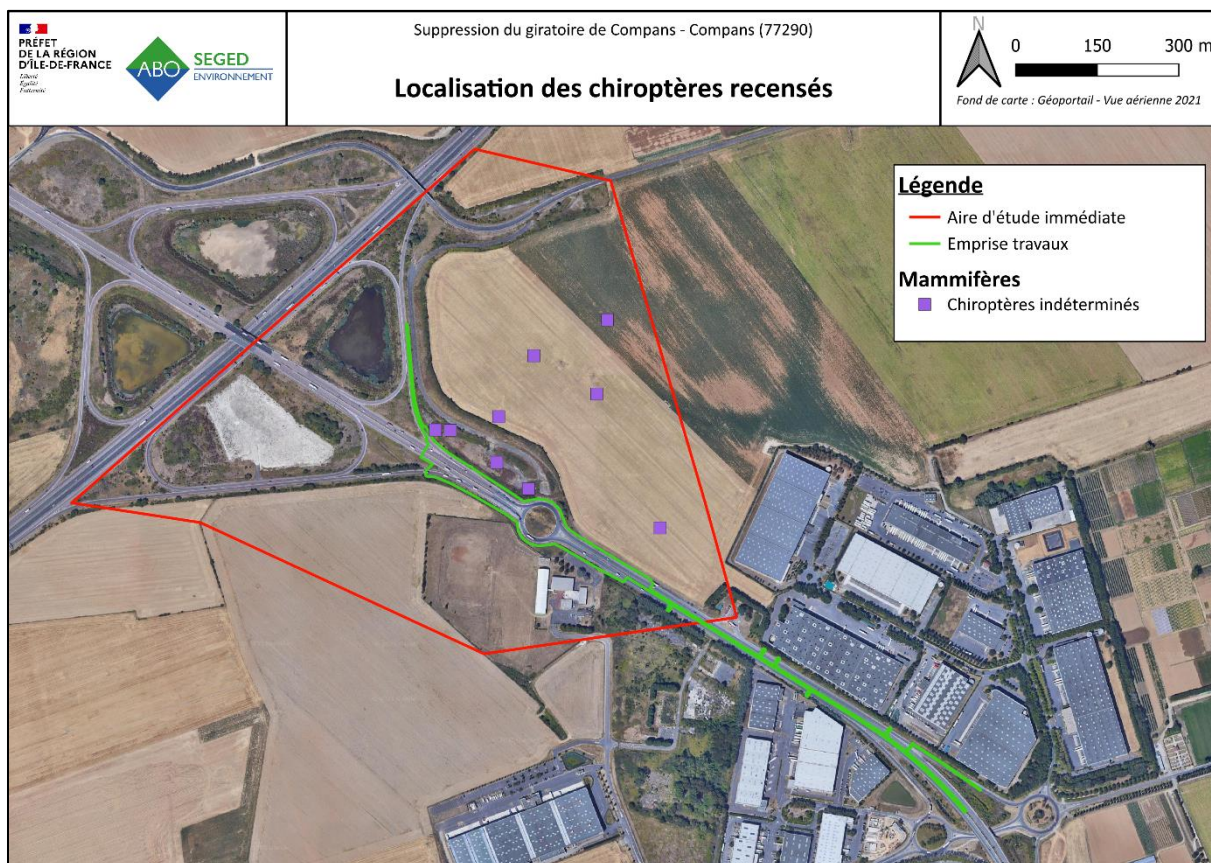 PRÉFET
DE LA RÉGION
D'ÎLE-DE-FRANCE
Liberté
Égalité
Fraternité
ABO
SEGED
ENVIRONNEMENT
Suppression du giratoire de Compans - Compans (77290)
Localisation des chiroptères recensés
N
0 150 300 m
Fond de carte : Géoportail - Vue aérienne 2021
Légende
Aire d'étude immédiate
Emprise travaux
Mammifères
Chiroptères indéterminés